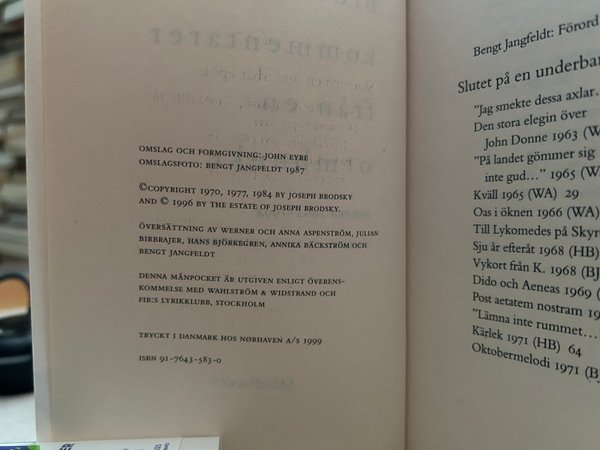 OMSLAG OCH FORMGIVNING: JOHN EYRE
OMSLAGSFOTO: BENGT JANGFELDT 1987
©COPYRIGHT 1970, 1977, 1984 BY JOSEPH BRODSKY
AND © 1996 BY THE ESTATE OF JOSEPH BRODSKY.
ÖVERSÄTTNING AV WERNER OCH ANNA ASPENSTRÖM, JULIAN
BIRBRAJER, HANS BJÖRKEGREN, ANNIKA BÄCKSTRÖM OCH
BENGT JANGFELDT
DENNA MÅNPOCKET ÄR UTGIVEN ENLIGT ÖVERENS-
KOMMELSE MED WAHLSTRÖM & WIDSTRAND OCH
FIB:S LYRIKKLUBB, STOCKHOLM
TRYCKT I DANMARK HOS NØRHAVEN A/S 1999
ISBN 91-7643-583-0
Bengt Jangfeldt: Förord
Slutet på en underbar
"Jag smekte dessa axlar…
Den stora elegin över
John Donne 1963 (W
"På landet gömmer sig
inte gud…" 1965 (W
Kväll 1965 (WA) 29
Oas i öknen 1966 (WA)
Till Lykomedes på Skyr
Sju år efteråt 1968 (HB)
Vykort från K. 1968 (BJ
Dido och Aeneas 1969 (
Post aetatem nostram 19
"Lämna inte rummet…"
Kärlek 1971 (HB) 64
Oktobermelodi 1971 (B